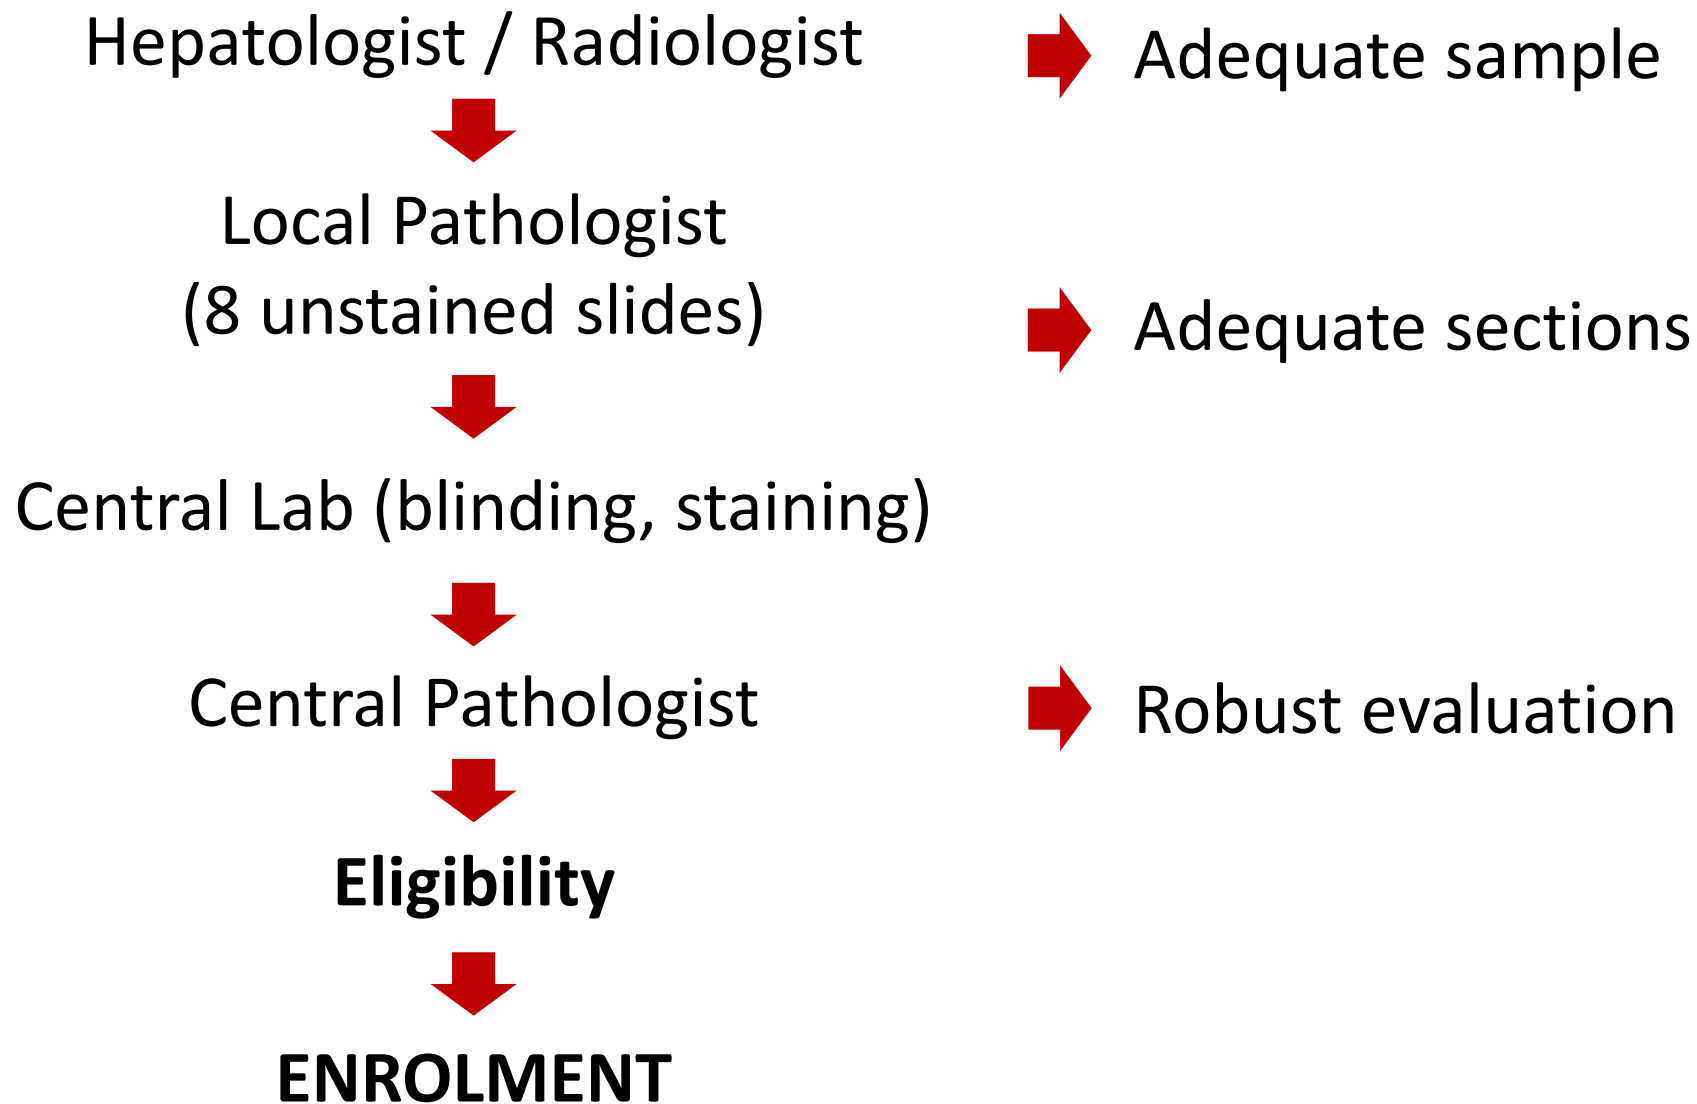 Hepatologist / Radiologist
Adequate sample
Local Pathologist
(8 unstained slides)
Adequate sections
Central Lab (blinding, staining)
Central Pathologist
Robust evaluation
Eligibility
ENROLMENT